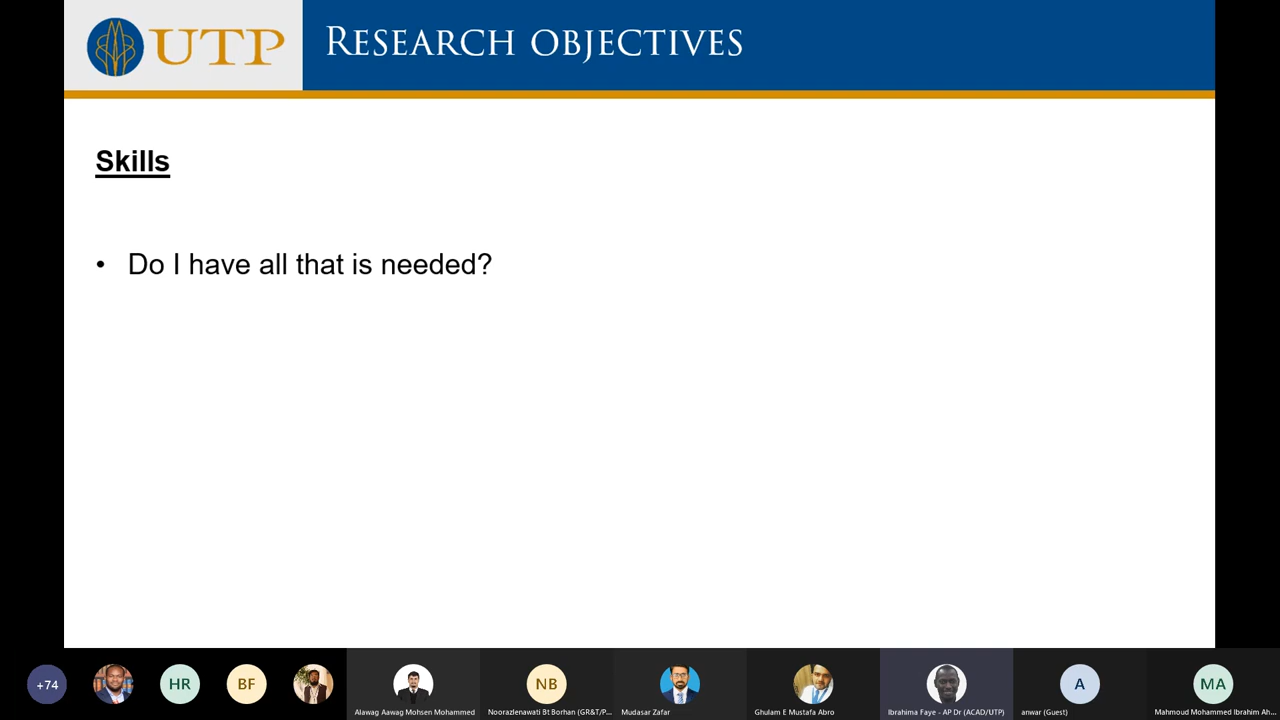 UTP
RESEARCH OBJECTIVES
Skills
• Do I have all that is needed?
+74
HR
BF
NB
A
MA
Alawag Aawag Mohsen Mohammed
Noorazlenawati Bt Borhan (GR&T/P...
Mudasar Zafar
Ghulam E Mustafa Abro
Ibrahima Faye - AP Dr (ACAD/UTP)
anwar (Guest)
Mahmoud Mohammed Ibrahim Ah...